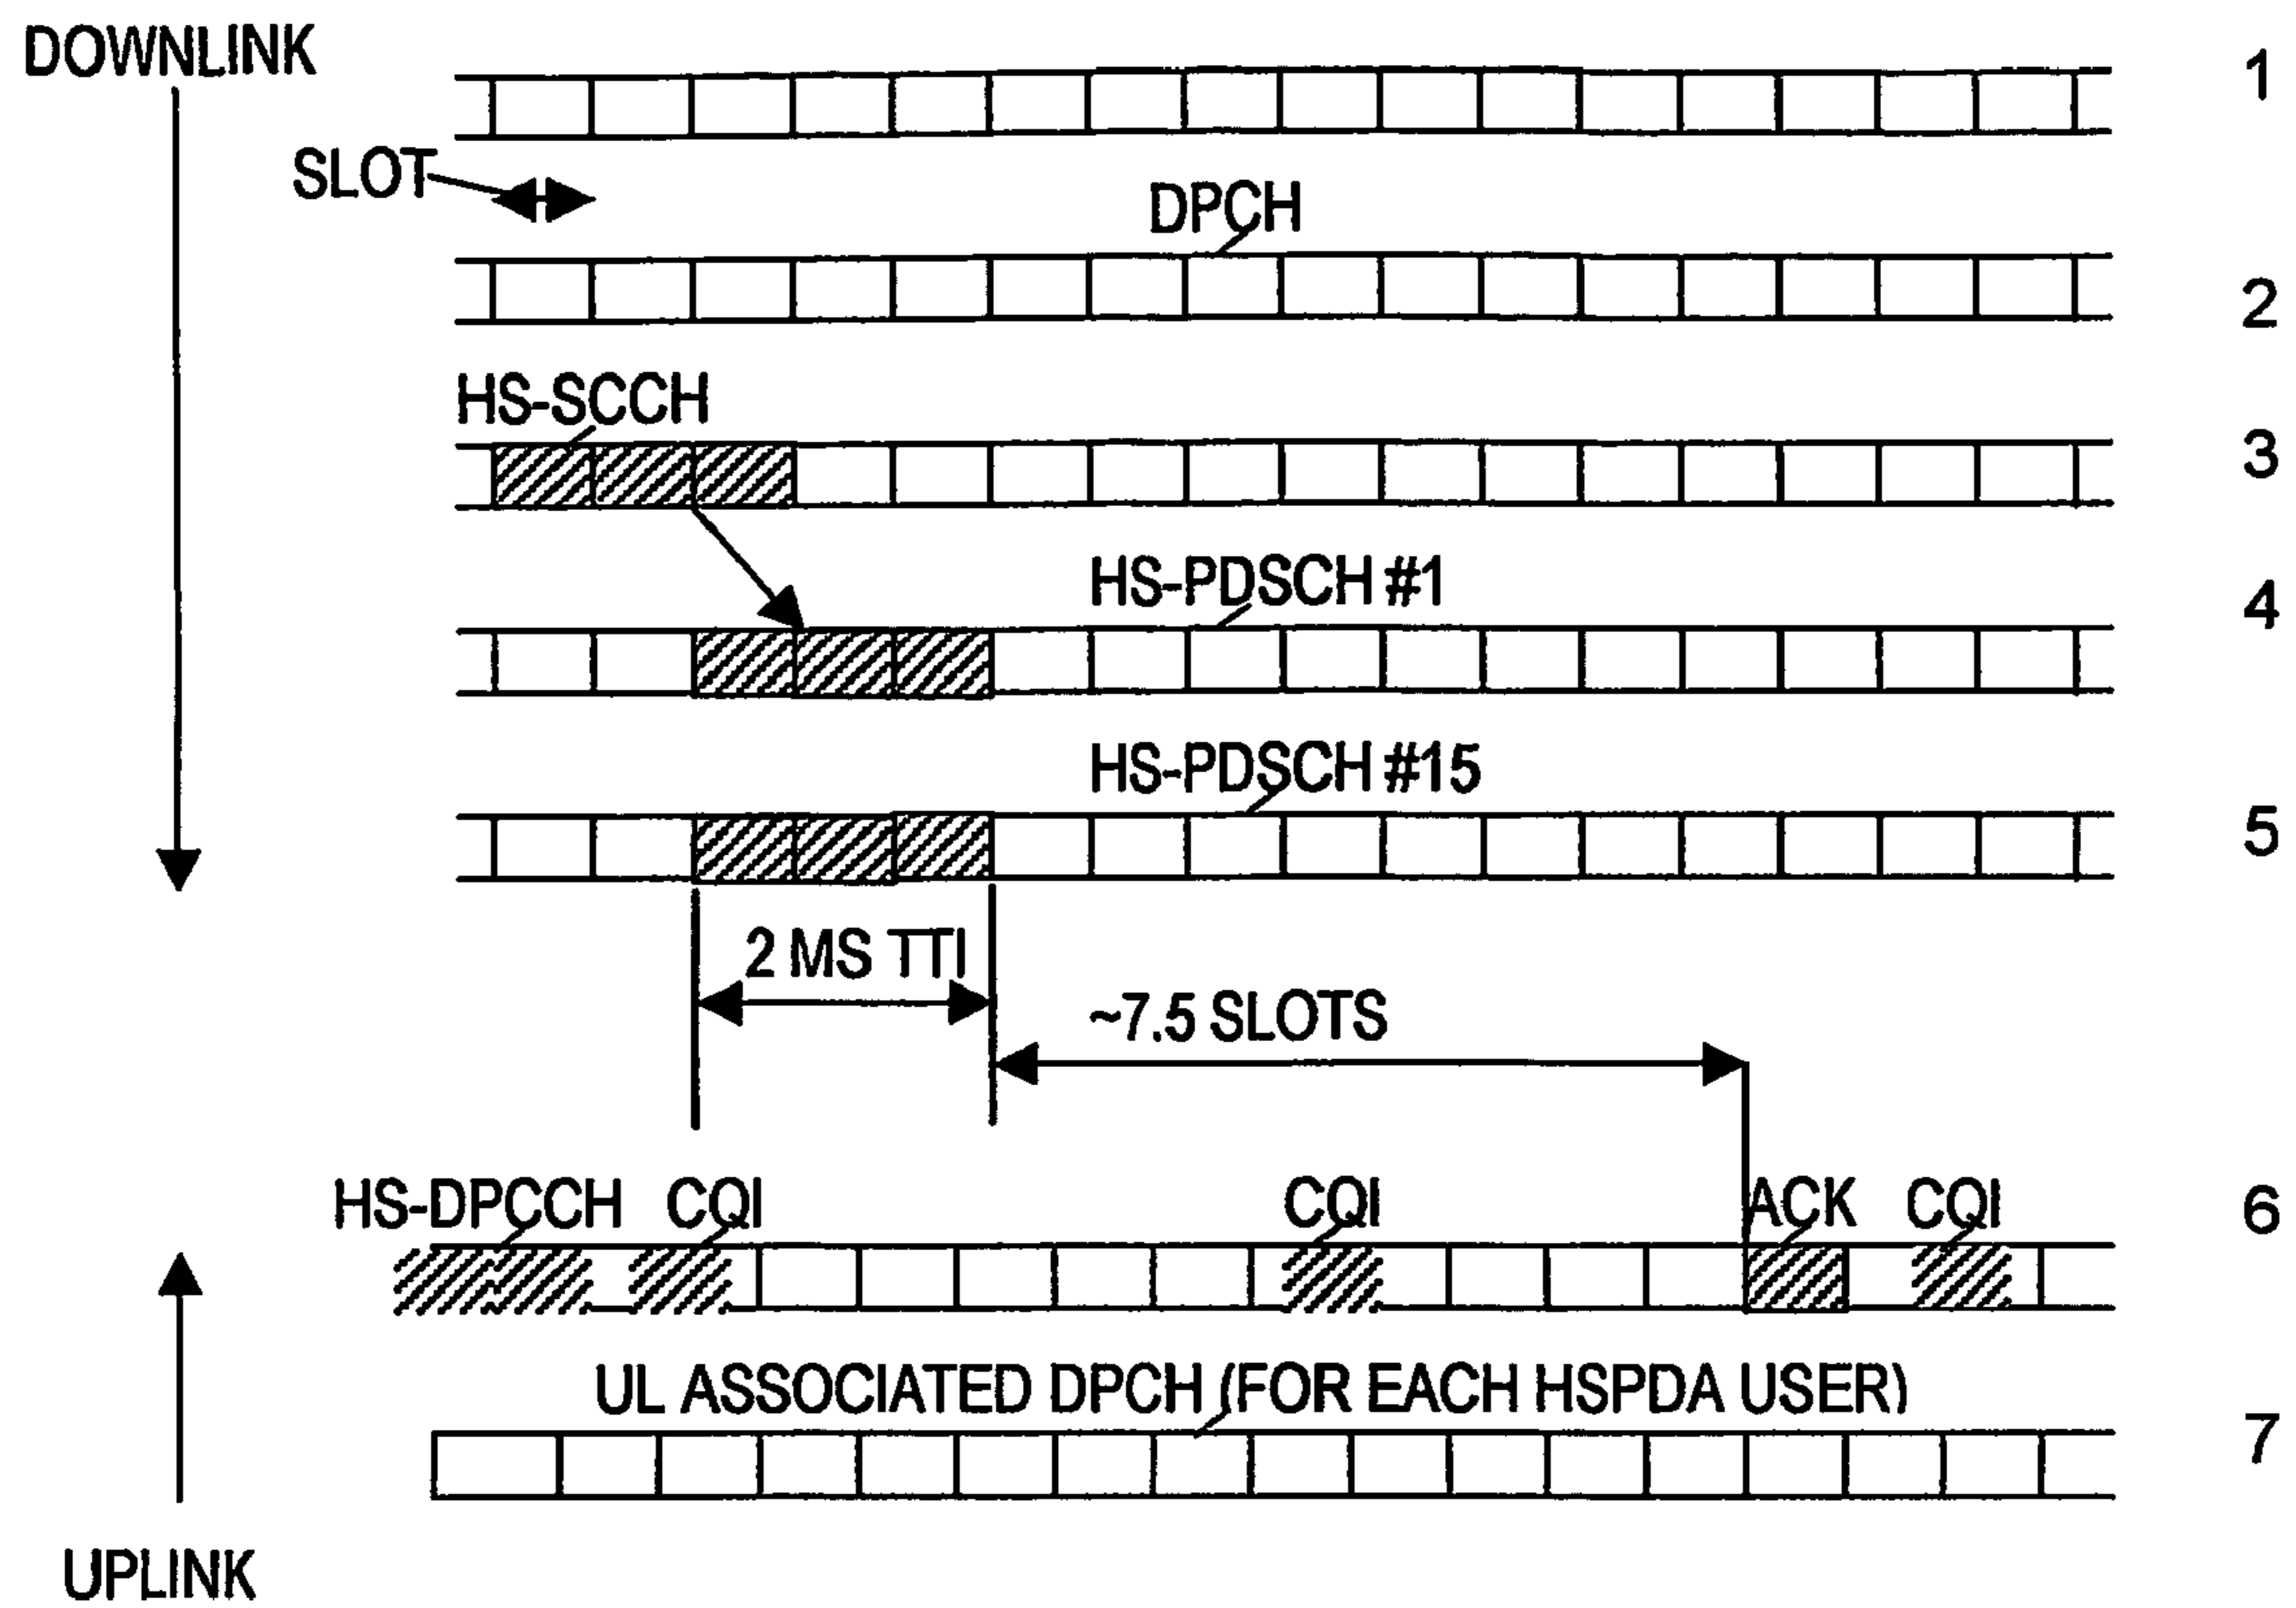 DOWNLINK
1
SLOT
DPCH
2
HS-SCCH
3
HS-PDSCH #1
4
HS-PDSCH #15
5
2 MS TTI
~7.5 SLOTS
HS-DPCCH CQI CQI ACK CQI 6
UL ASSOCIATED DPCH (FOR EACH HSPDA USER)
7
UPLINK